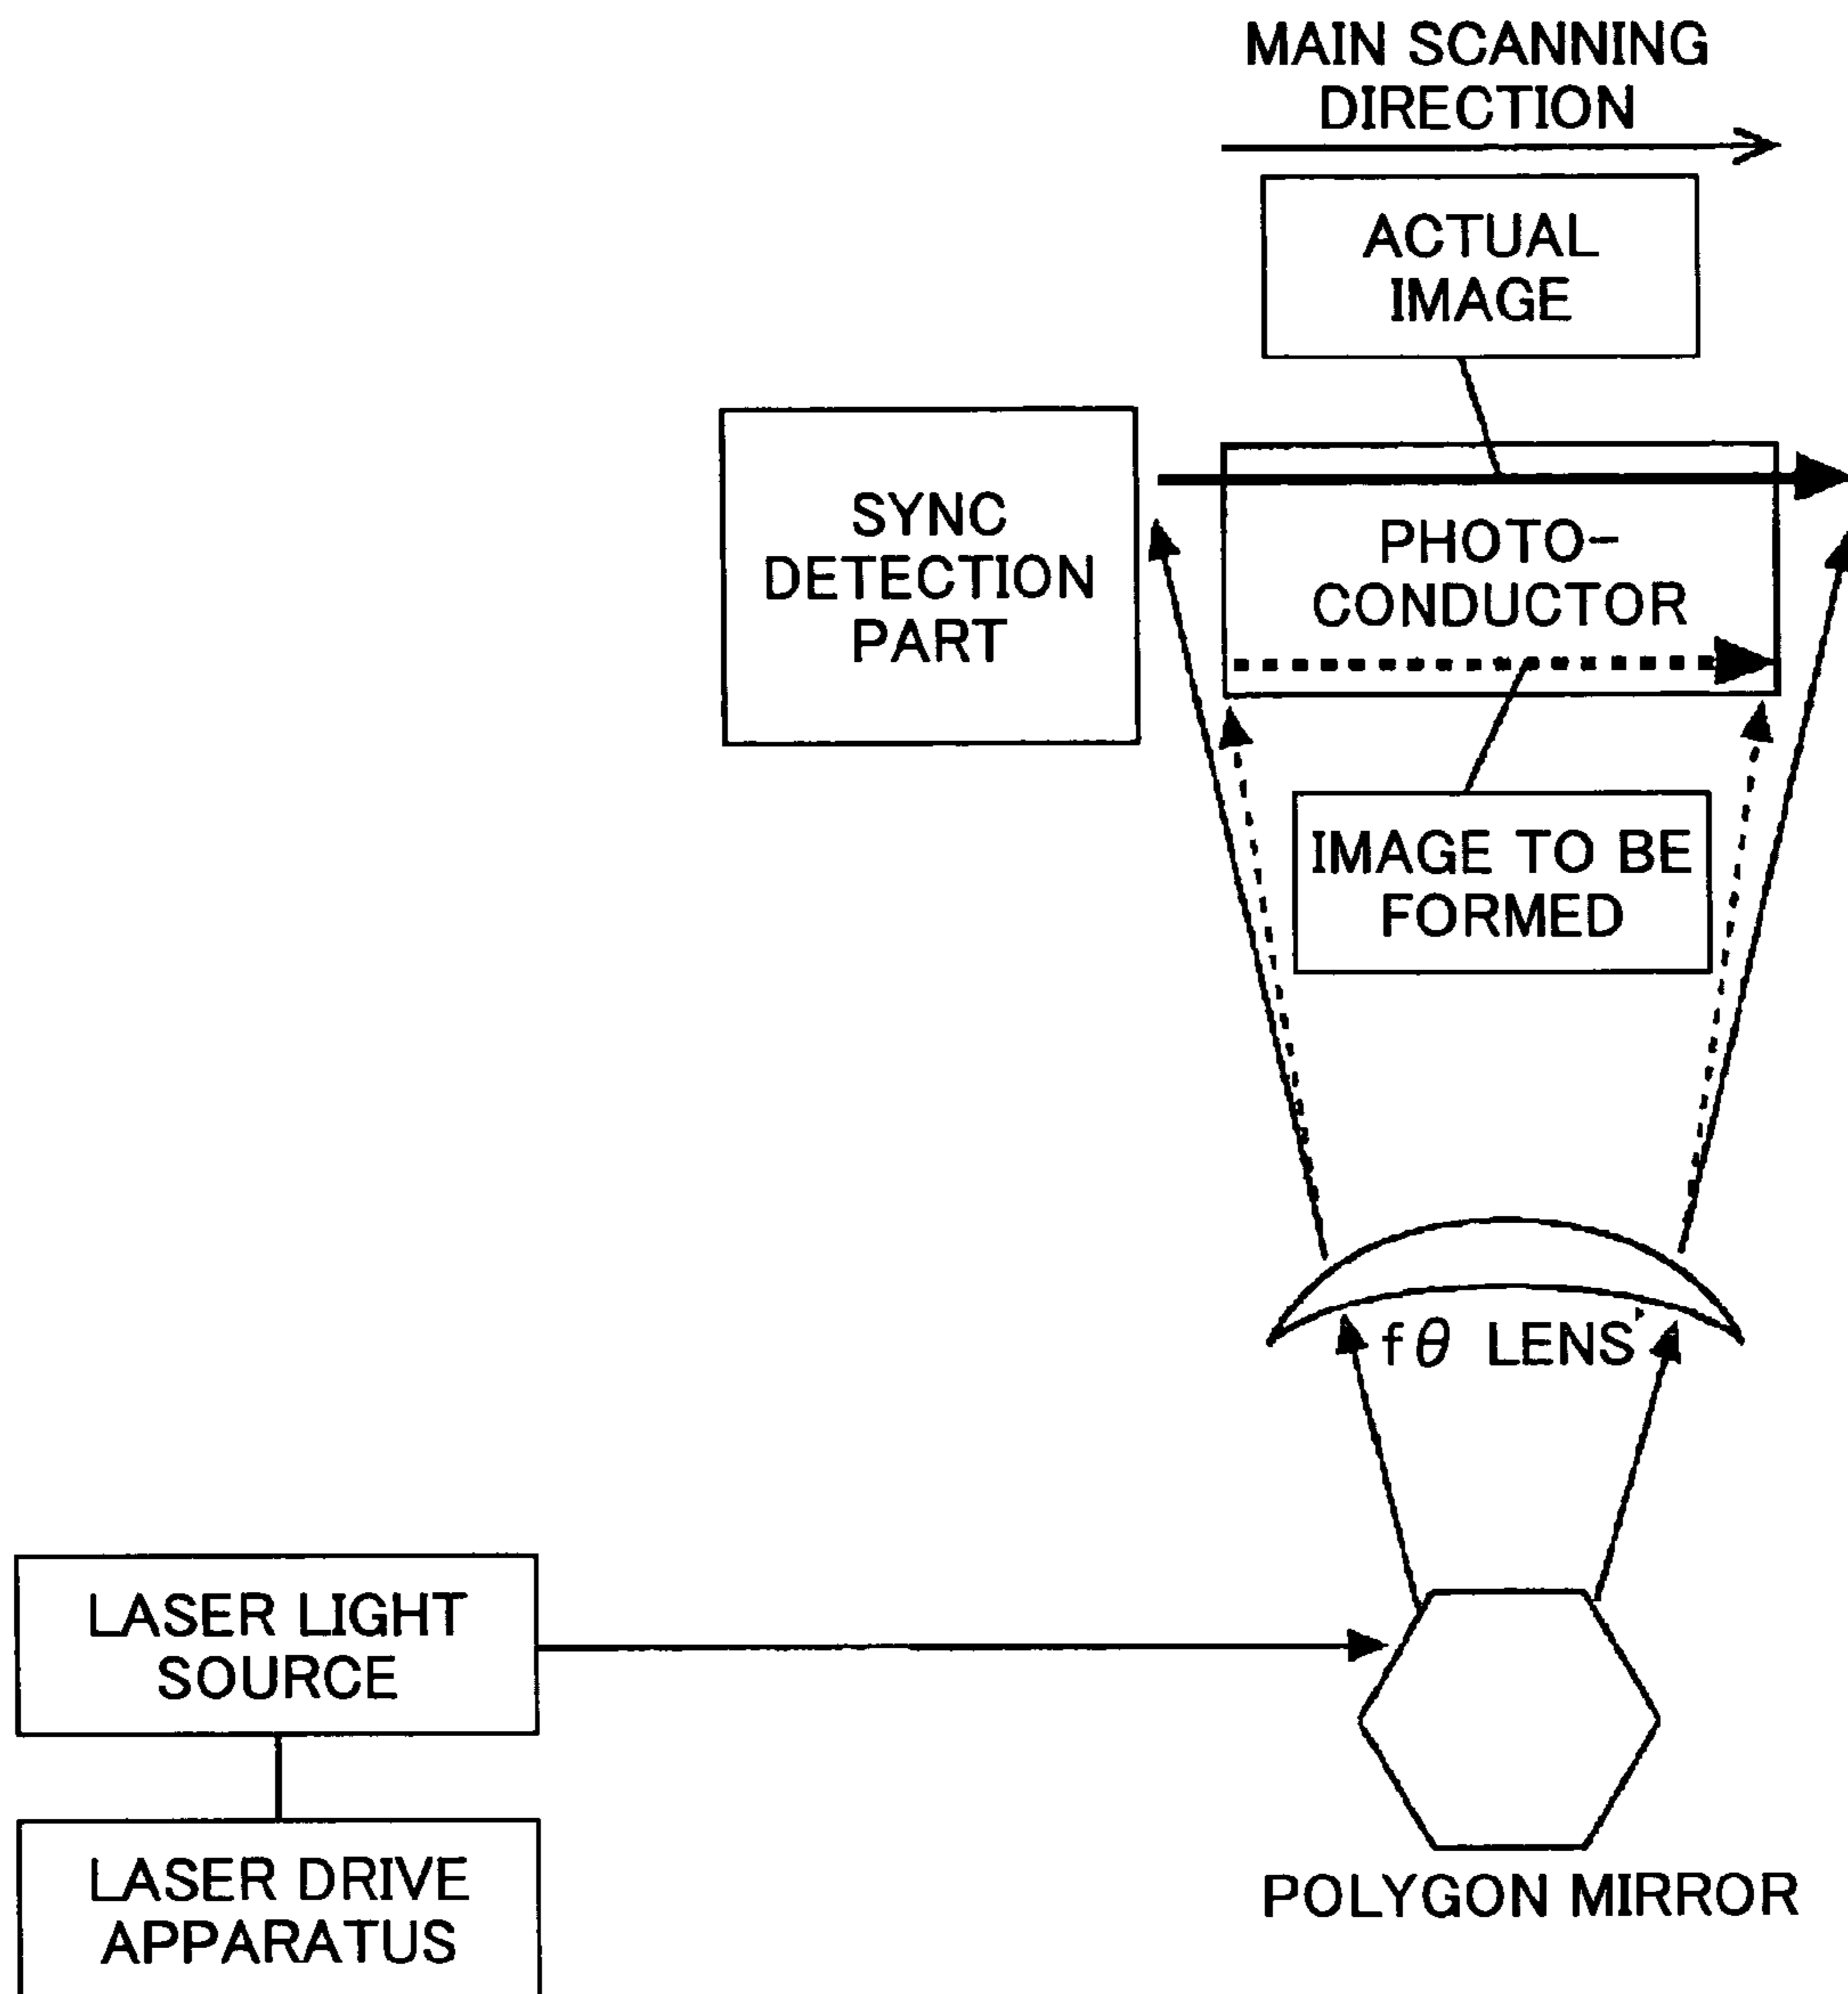 MAIN SCANNING
DIRECTION
ACTUAL
IMAGE
SYNC
DETECTION
PART
PHOTO-
CONDUCTOR
IMAGE TO BE
FORMED
fθ LENS
LASER LIGHT
SOURCE
LASER DRIVE
APPARATUS
POLYGON MIRROR